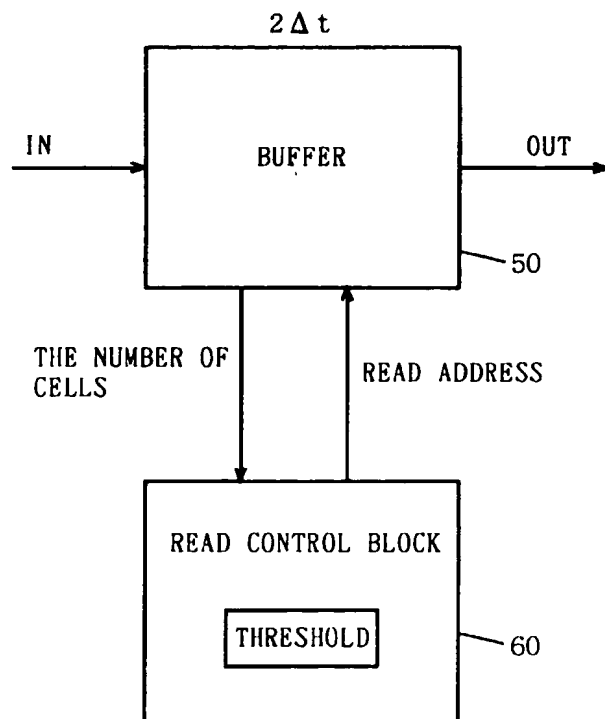 2Δt
IN
BUFFER
OUT
50
THE NUMBER OF
CELLS
READ ADDRESS
READ CONTROL BLOCK
THRESHOLD
60